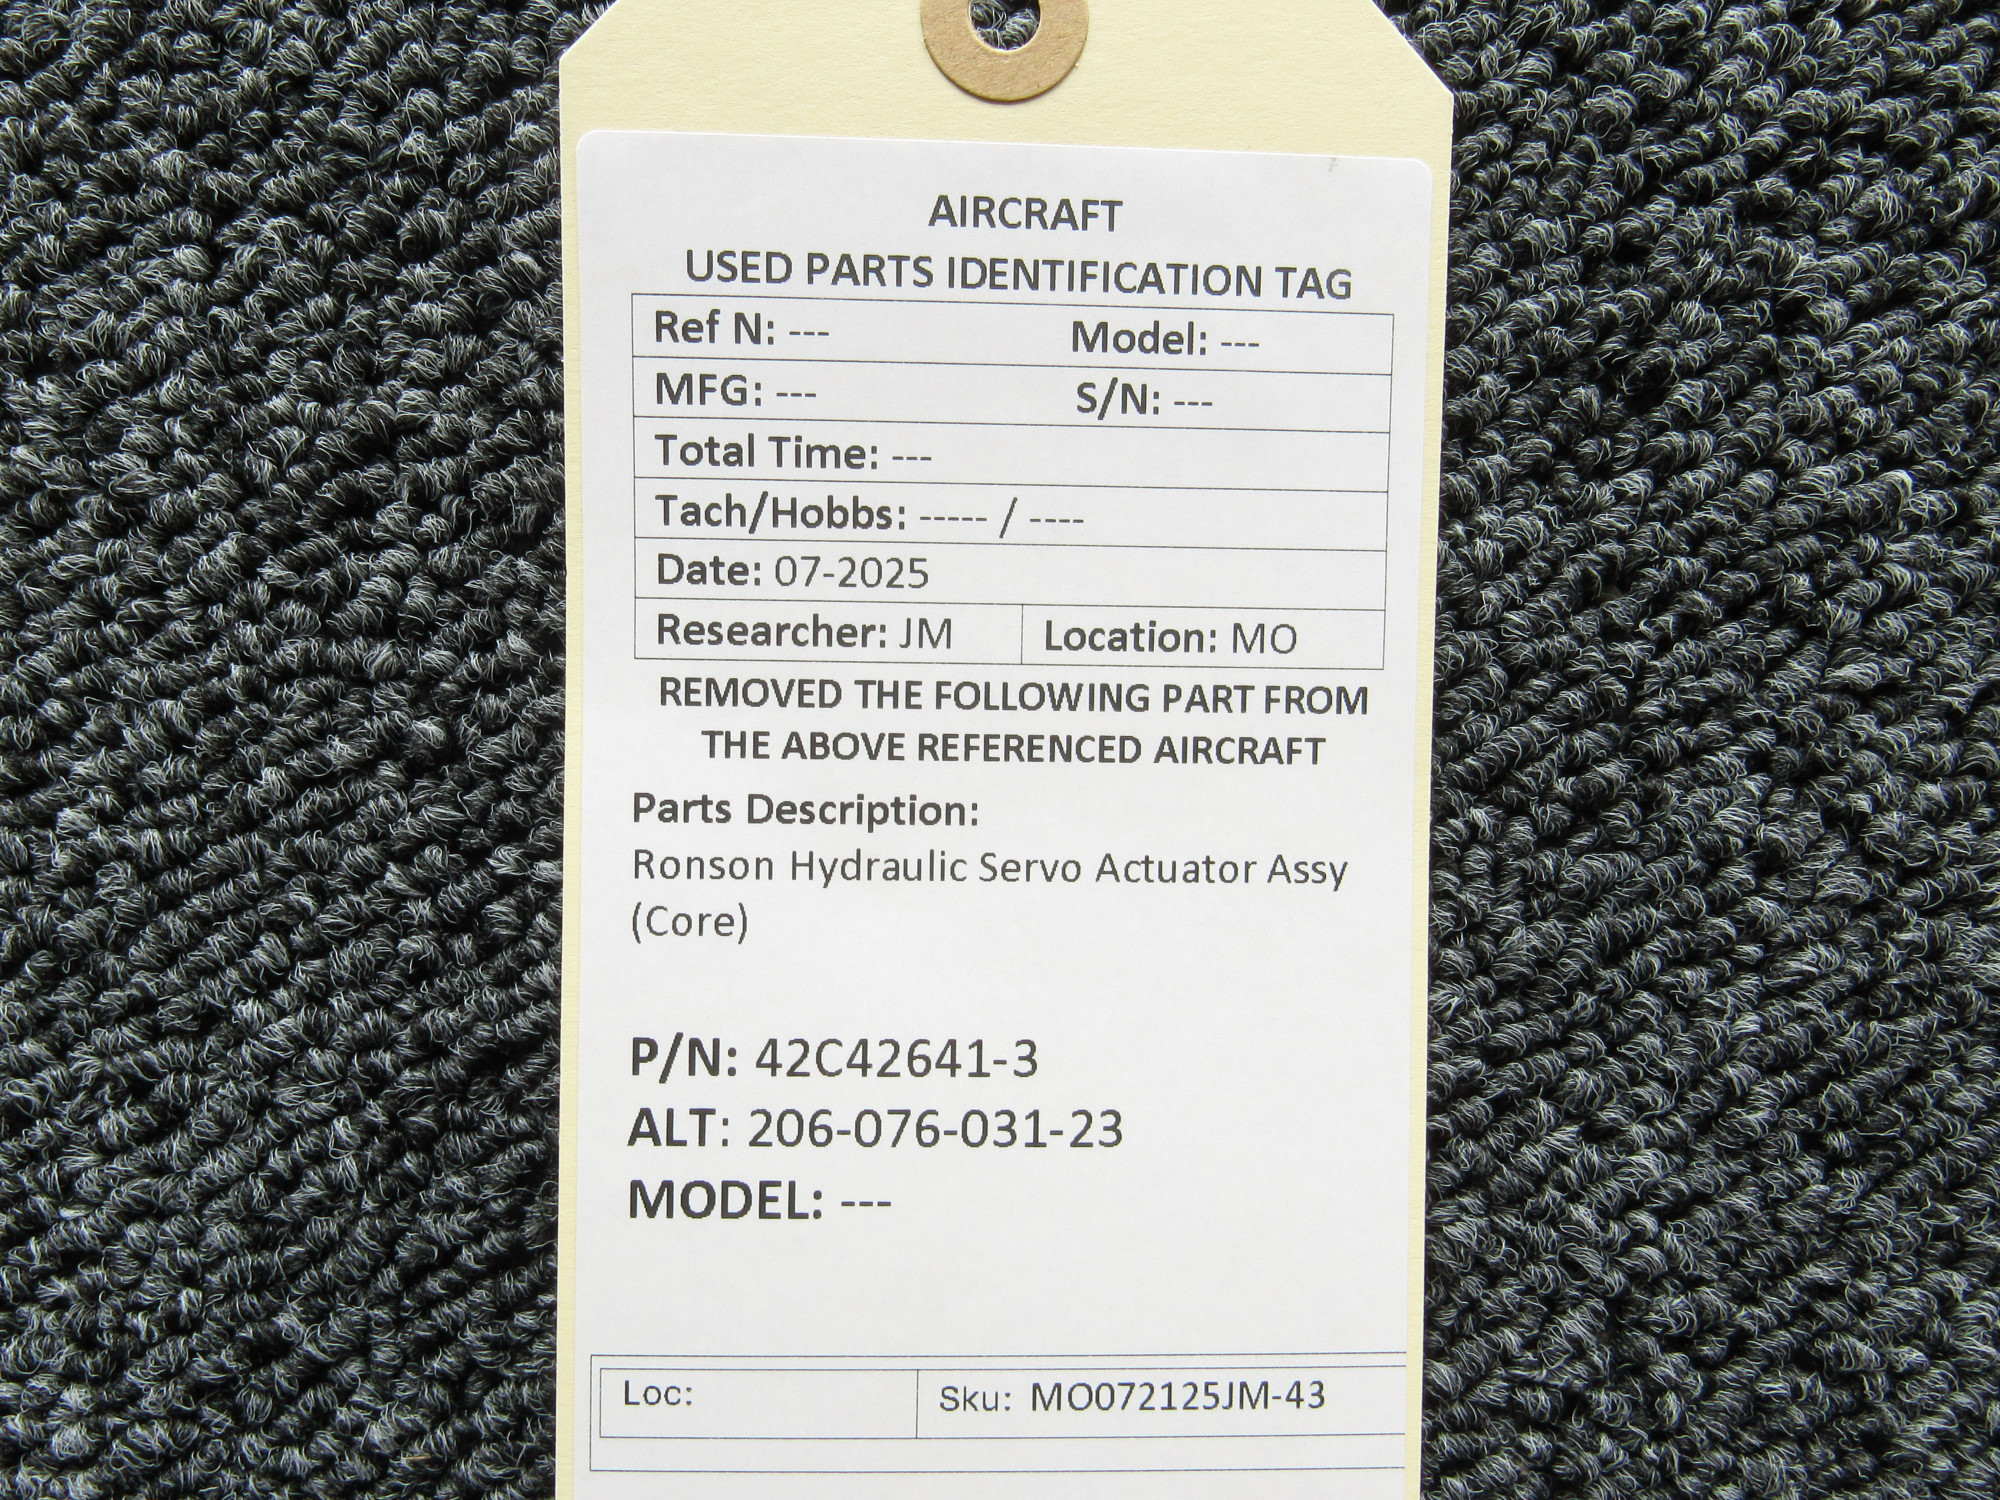 AIRCRAFT
USED PARTS IDENTIFICATION TAG
Ref N: --- Model: ---
MFG: --- S/N: ---
Total Time: ---
Tach/Hobbs: ----- / ----
Date: 07-2025
Researcher: JM Location: MO
REMOVED THE FOLLOWING PART FROM
THE ABOVE REFERENCED AIRCRAFT
Parts Description:
Ronson Hydraulic Servo Actuator Assy
(Core)
P/N: 42C42641-3
ALT: 206-076-031-23
MODEL: ---
Loc: Sku: MO072125JM-43